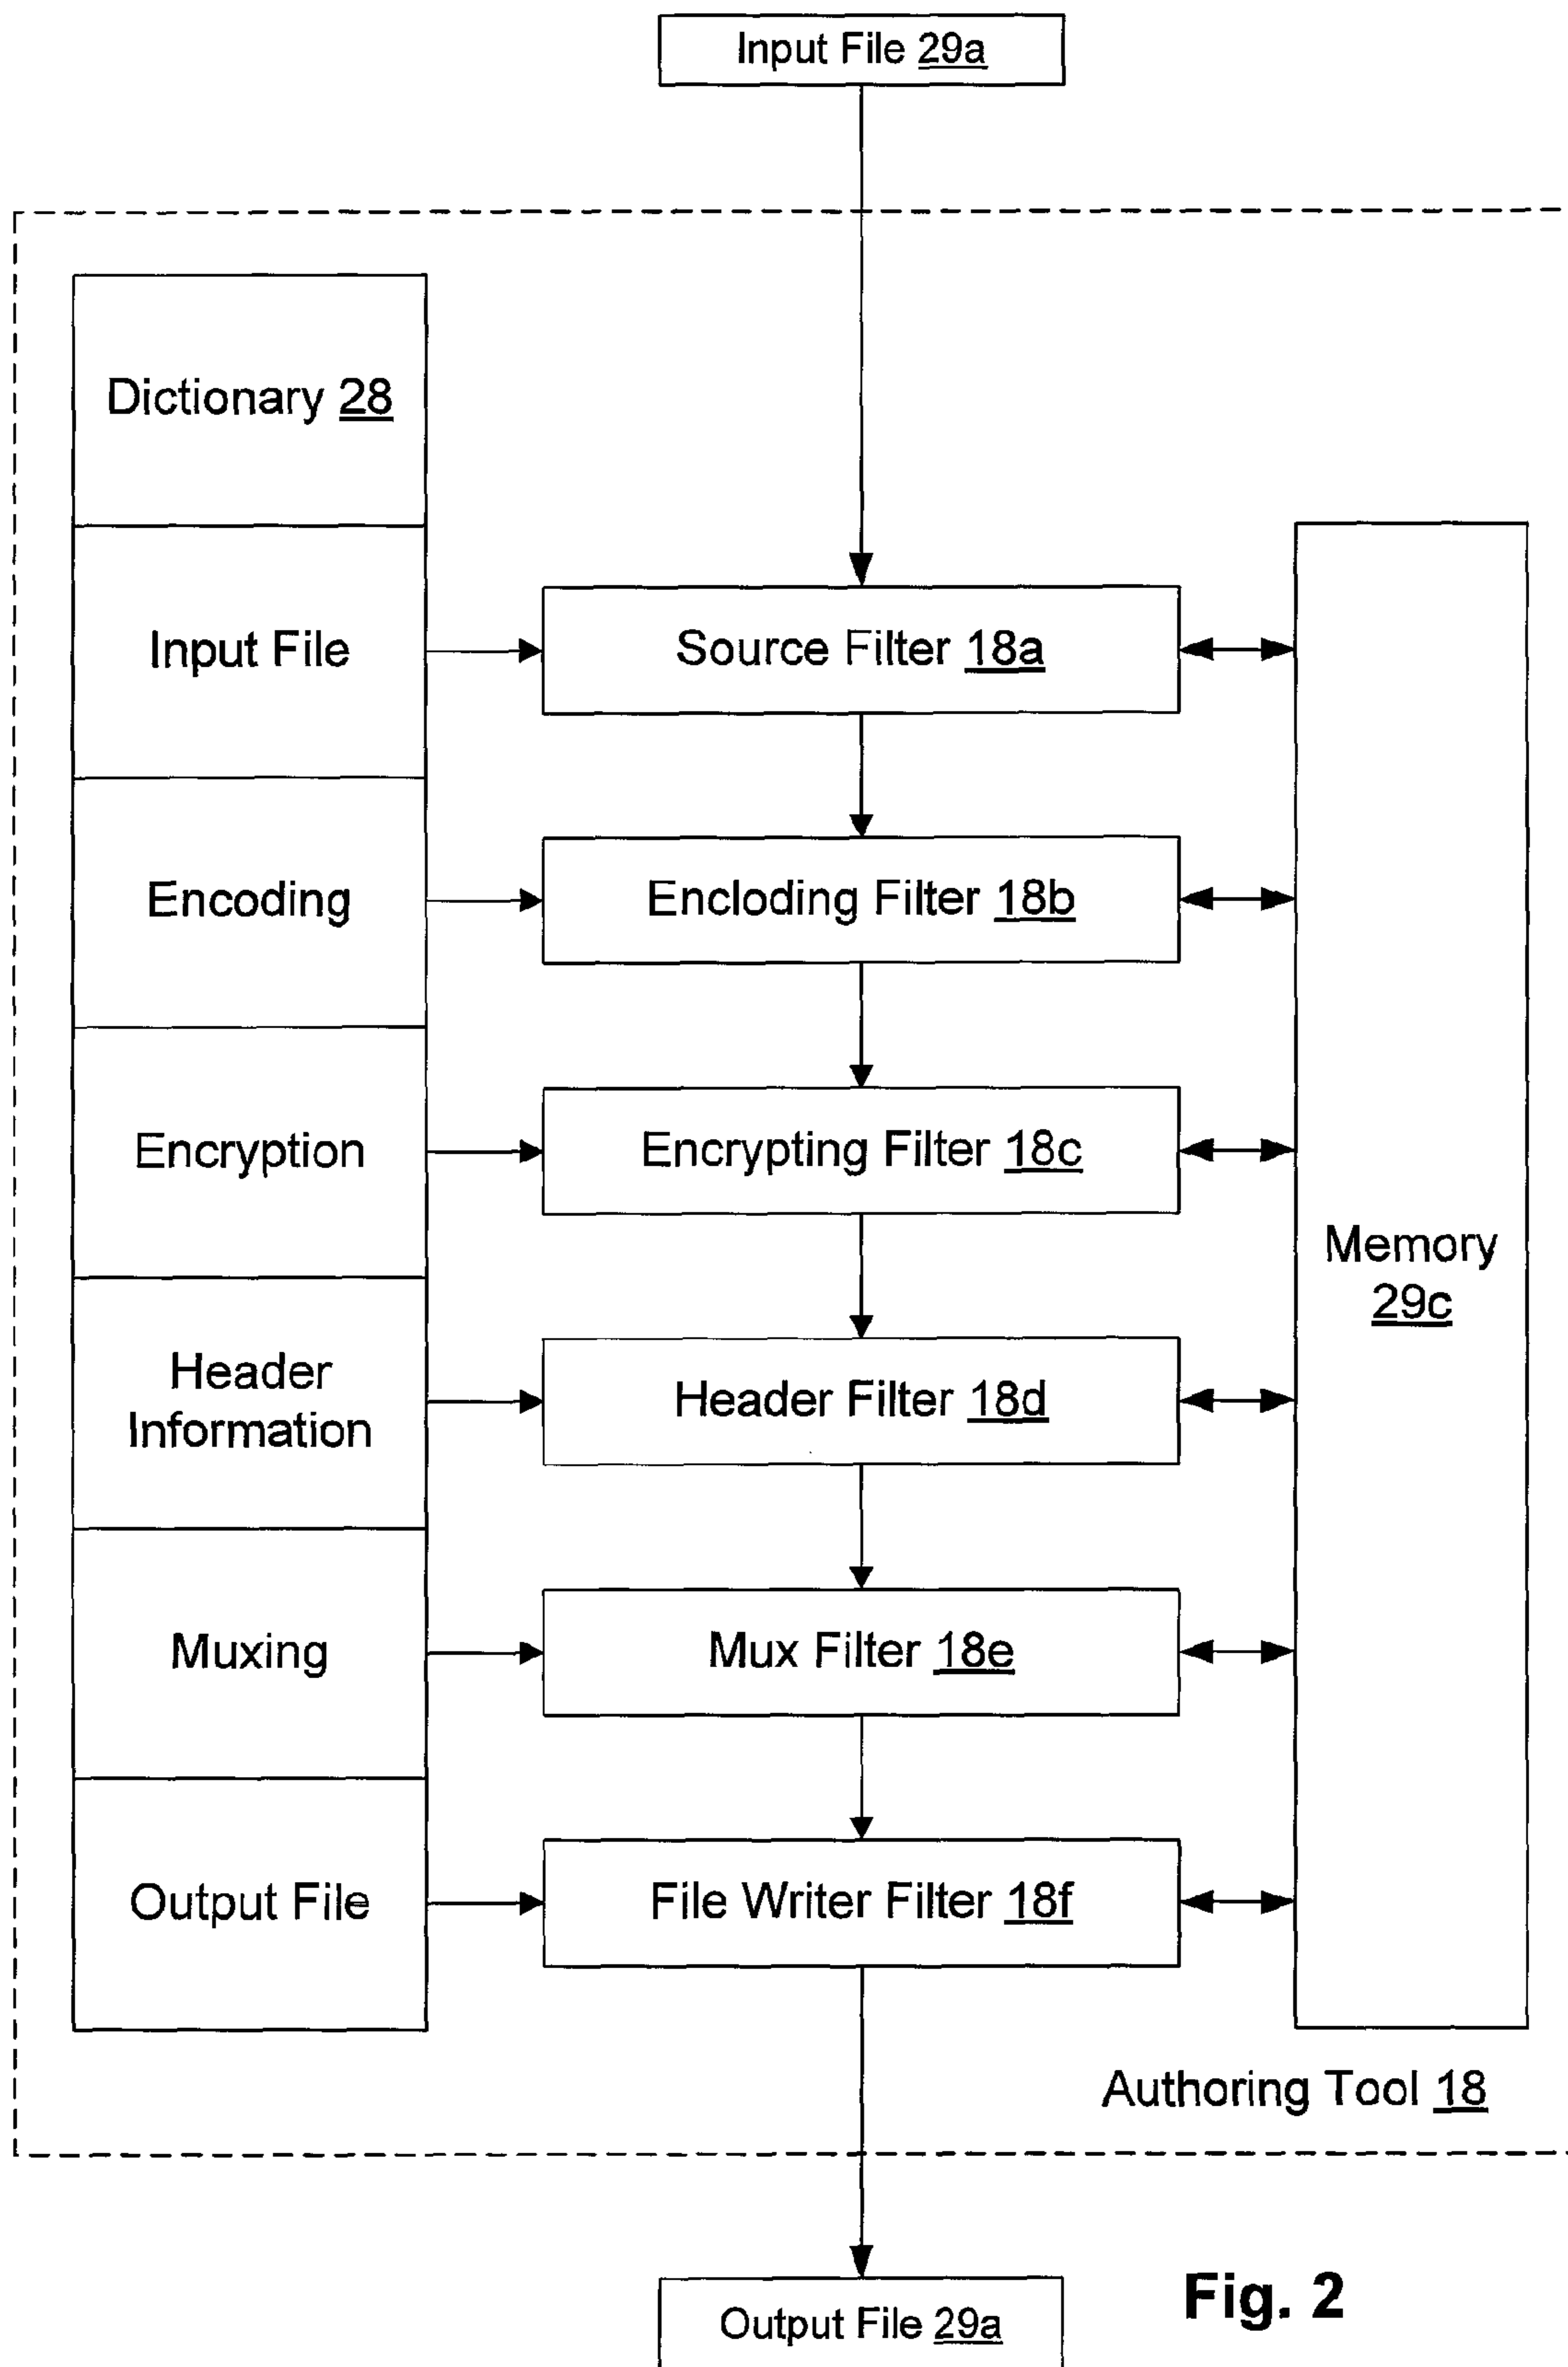 Input File 29a
Dictionary 28
Input File
Source Filter 18a
Encoding
Encloding Filter 18b
Encryption
Encrypting Filter 18c
Memory
29c
Header
Information
Header Filter 18d
Muxing
Mux Filter 18e
Output File
File Writer Filter 18f
Authoring Tool 18
Output File 29a
Fig. 2